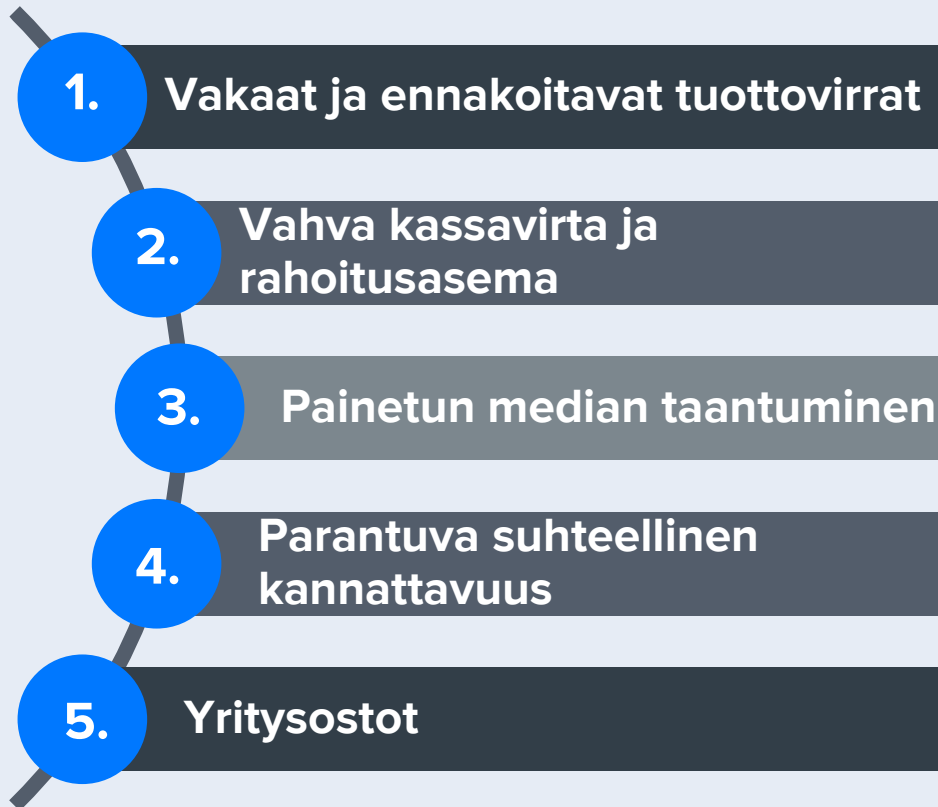 1. Vakaat ja ennakoitavat tuottovirrat
2. Vahva kassavirta ja
rahoitusasema
3. Painetun median taantuminen
4. Parantuva suhteellinen
kannattavuus
5. Yritysostot